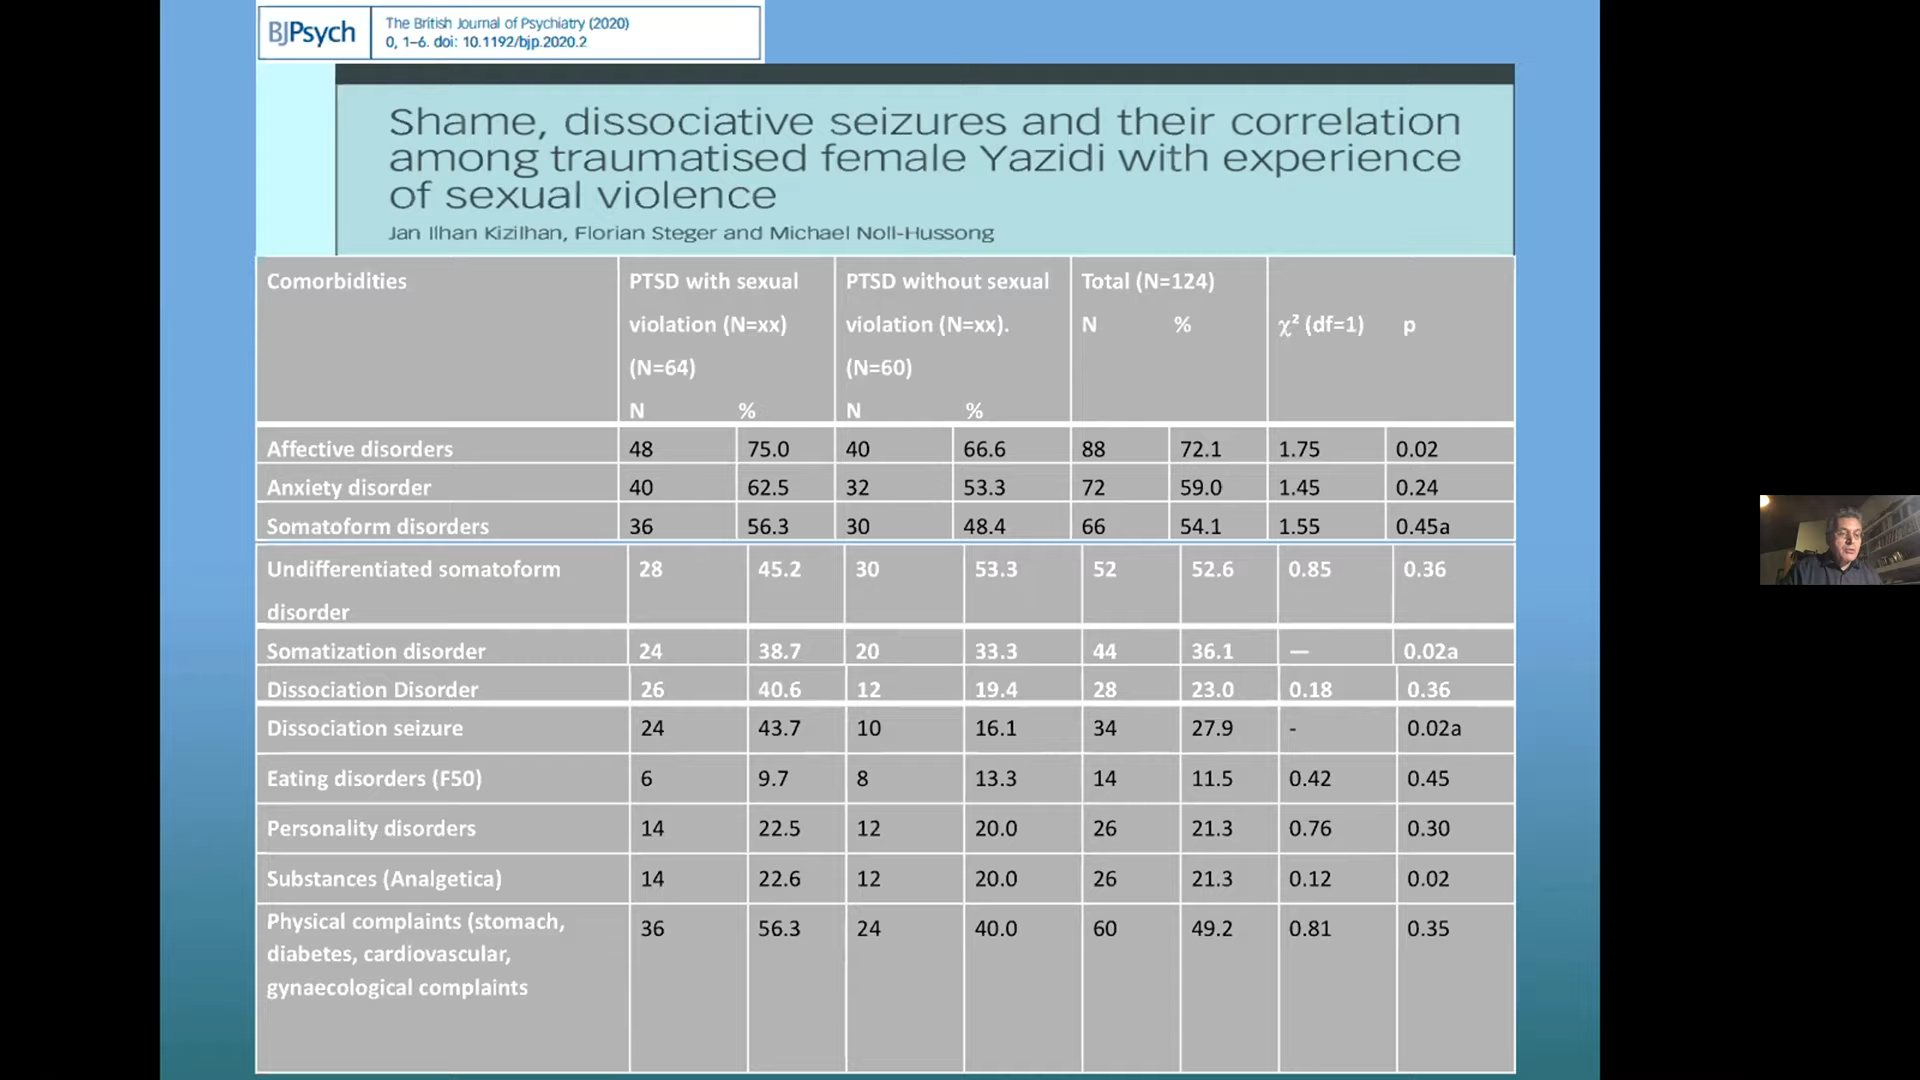 BJPsych
The British Journal of Psychiatry (2020)
0, 1–6. doi: 10.1192/bjp.2020.2
Shame, dissociative seizures and their correlation
among traumatised female Yazidi with experience
of sexual violence
Jan Ilhan Kizilhan, Florian Steger and Michael Noll-Hussong
Comorbidities
PTSD with sexual
violation (N=xx)
(N=64)
N %
PTSD without sexual
violation (N=xx).
(N=60)
N %
Total (N=124)
N %
χ² (df=1) p
Affective disorders 48 75.0 40 66.6 88 72.1 1.75 0.02
Anxiety disorder 40 62.5 32 53.3 72 59.0 1.45 0.24
Somatoform disorders 36 56.3 30 48.4 66 54.1 1.55 0.45a
Undifferentiated somatoform 28 45.2 30 53.3 52 52.6 0.85 0.36
disorder
Somatization disorder 24 38.7 20 33.3 44 36.1 — 0.02a
Dissociation Disorder 26 40.6 12 19.4 28 23.0 0.18 0.36
Dissociation seizure 24 43.7 10 16.1 34 27.9 - 0.02a
Eating disorders (F50) 6 9.7 8 13.3 14 11.5 0.42 0.45
Personality disorders 14 22.5 12 20.0 26 21.3 0.76 0.30
Substances (Analgetica) 14 22.6 12 20.0 26 21.3 0.12 0.02
Physical complaints (stomach, 36 56.3 24 40.0 60 49.2 0.81 0.35
diabetes, cardiovascular,
gynaecological complaints